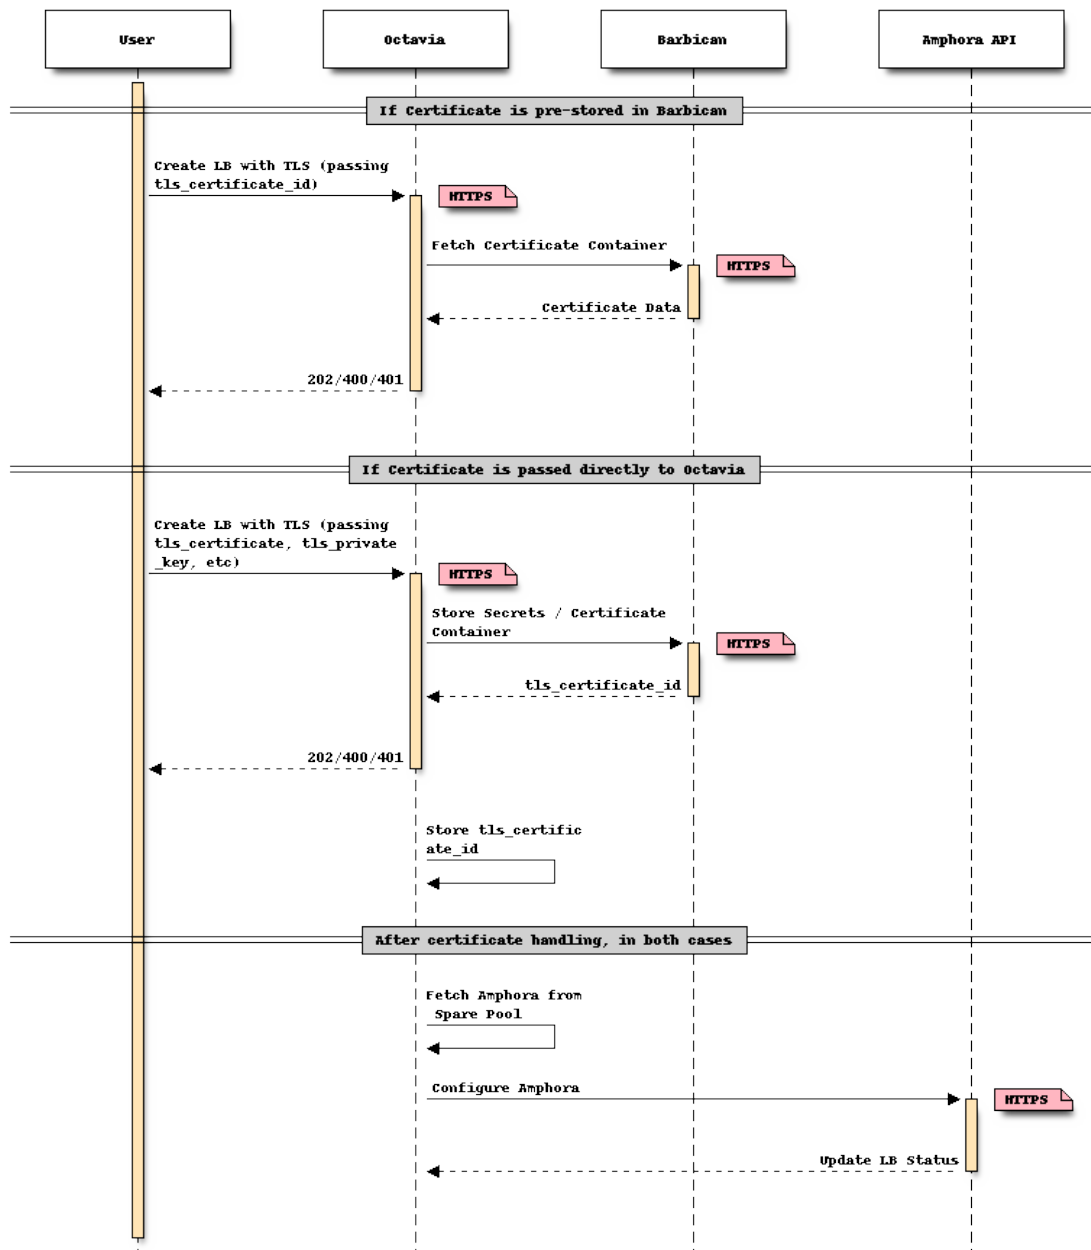 User
Octavia
Barbican
Amphora API
If Certificate is pre-stored in Barbican
Create LB with TLS (passing
tls_certificate_id)
HTTPS
Fetch Certificate Container
HTTPS
Certificate Data
202/400/401
If Certificate is passed directly to Octavia
Create LB with TLS (passing
tls_certificate, tls_private
_key, etc)
HTTPS
Store Secrets / Certificate
Container
HTTPS
tls_certificate_id
202/400/401
Store tls_certific
ate_id
After certificate handling, in both cases
Fetch Amphora from
Spare Pool
Configure Amphora
HTTPS
Update LB Status